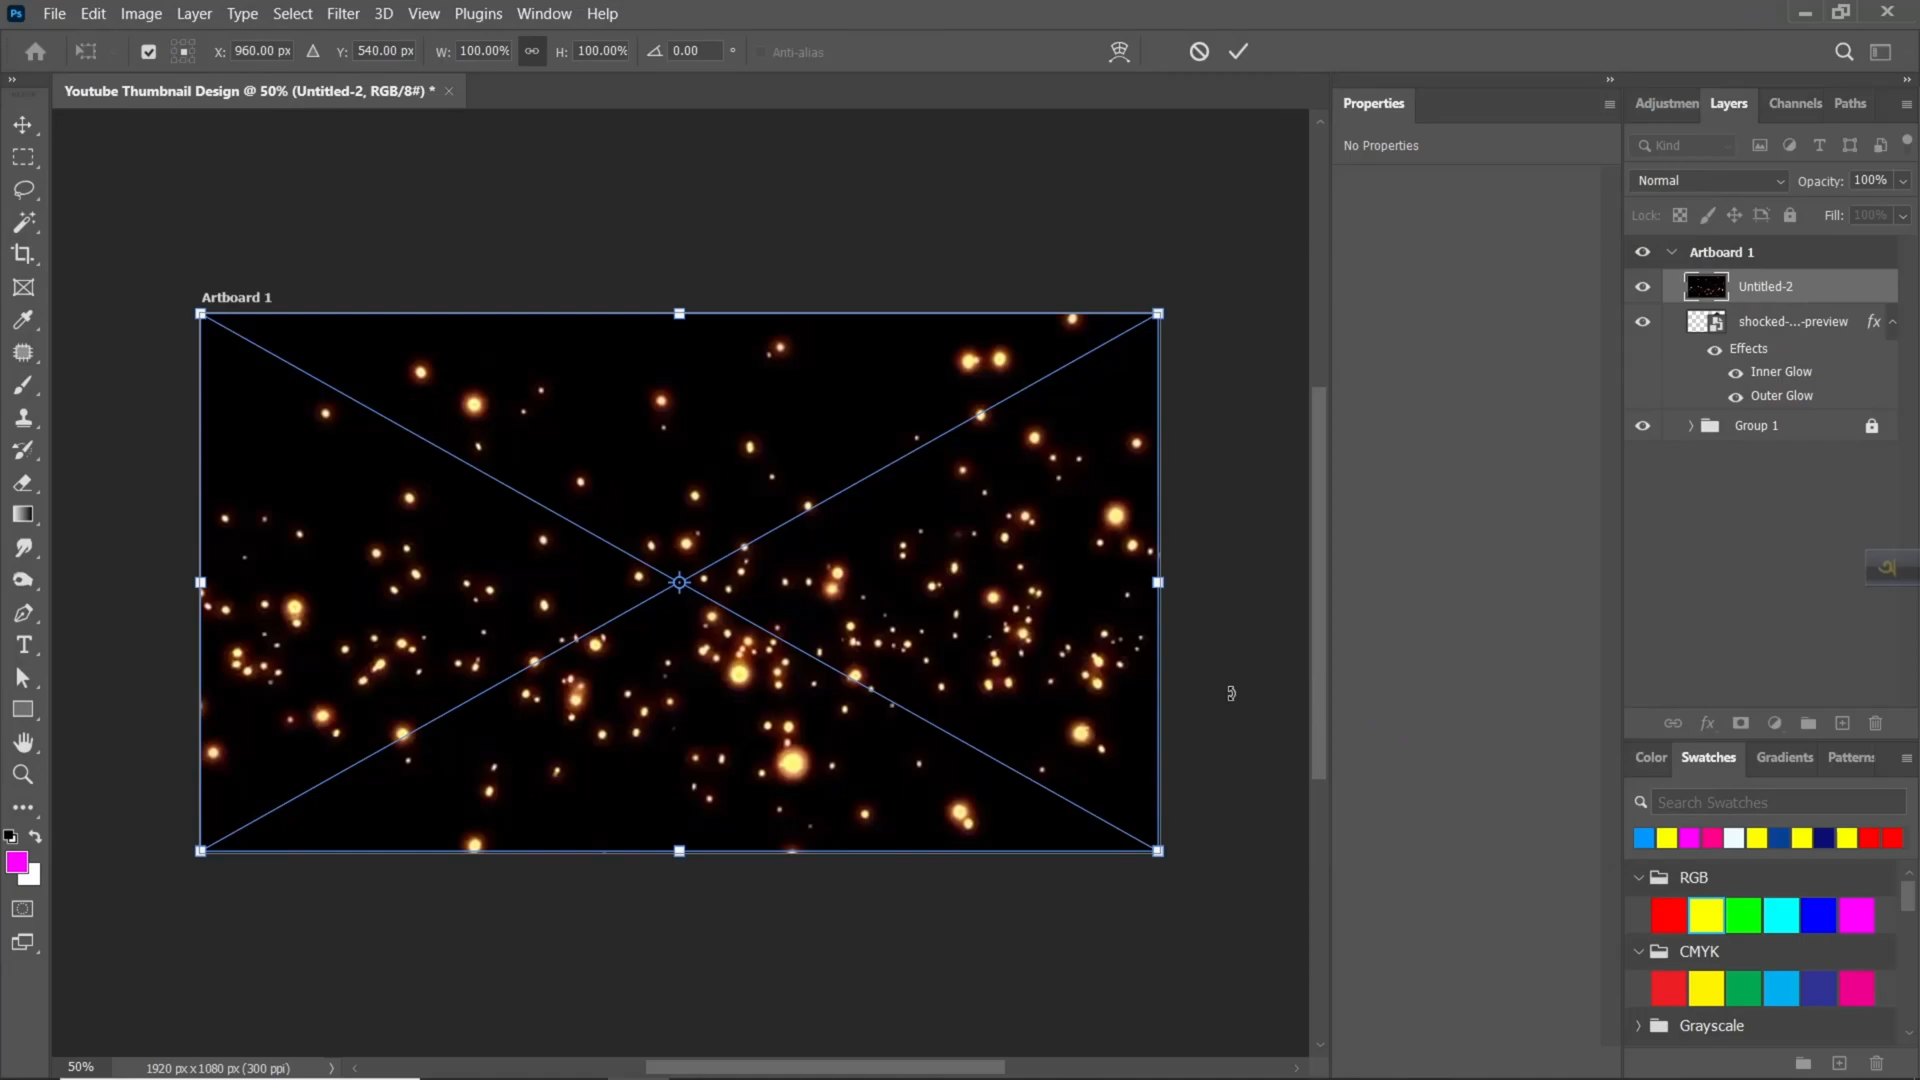 Ps File Edit Image Layer Type Select Filter 3D View Plugins Window Help
X: 960.00 px Y: 540.00 px W: 100.00% H: 100.00% 0.00 ° Anti-alias
Youtube Thumbnail Design @ 50% (Untitled-2, RGB/8#) *
Artboard 1
Properties
No Properties
Adjustmen Layers Channels Paths
Kind
Normal Opacity: 100%
Lock: Fill: 100%
Artboard 1
Untitled-2
shocked-...-preview fx
Effects
Inner Glow
Outer Glow
Group 1
অ
fx
Color Swatches Gradients Patterns
Search Swatches
RGB
CMYK
Grayscale
50% 1920 px x 1080 px (300 ppi)